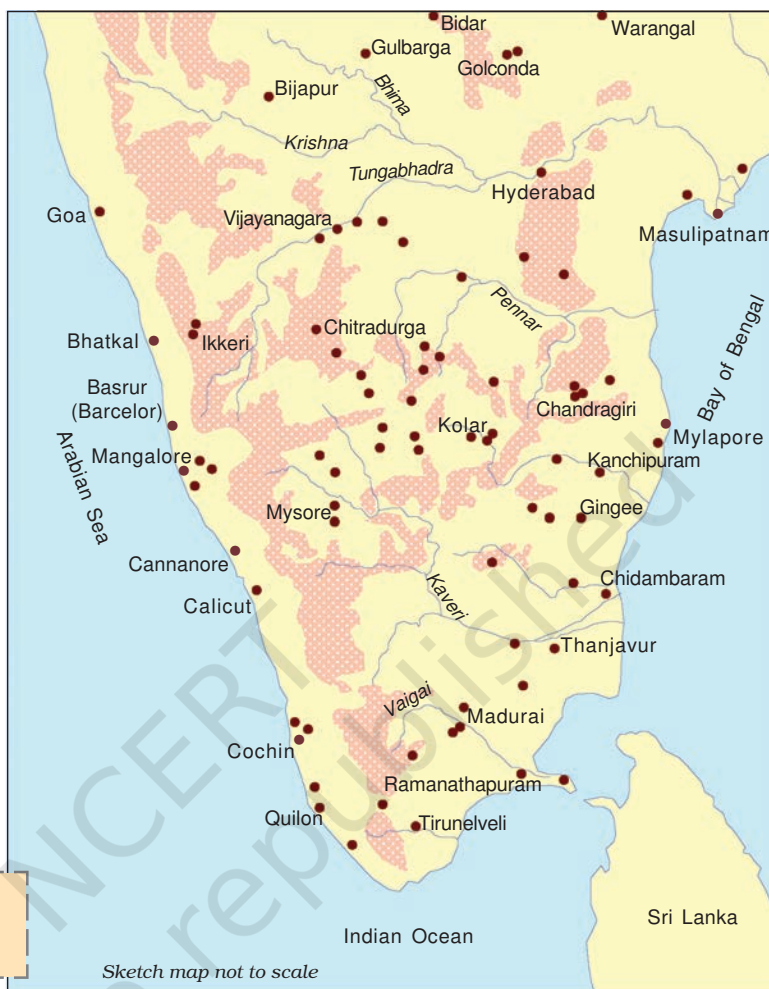 Bidar
Warangal
Gulbarga
Golconda
Bhima
Bijapur
Krishna
Tungabhadra
Hyderabad
Goa
Vijayanagara
Masulipatnam
Pennar
Chitradurga
Bhatkal
Ikkeri
Bay of Bengal
Basrur
(Barcelor)
Chandragiri
Kolar
Mylapore
Arabian Sea
Mangalore
Kanchipuram
Mysore
Gingee
Cannanore
Kaveri
Chidambaram
Calicut
Thanjavur
Vaigai
Madurai
Cochin
Ramanathapuram
Quilon
Tirunelveli
Sri Lanka
Indian Ocean
Sketch map not to scale
NCERT
republished